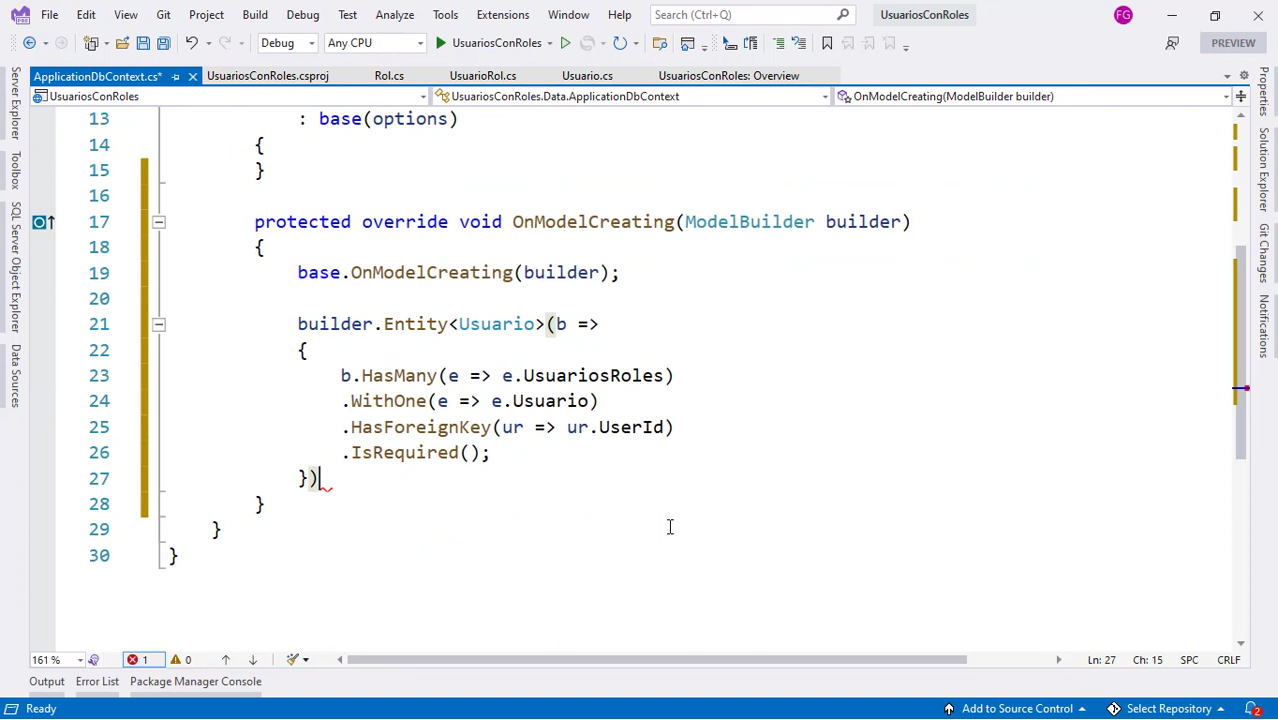 File Edit View Git Project Build Debug Test Analyze Tools Extensions Window Help Search (Ctrl+Q) UsuariosConRoles FG
Debug Any CPU UsuariosConRoles PREVIEW
ApplicationDbContext.cs* UsuariosConRoles.csproj Rol.cs UsuarioRol.cs Usuario.cs UsuariosConRoles: Overview
UsuariosConRoles UsuariosConRoles.Data.ApplicationDbContext OnModelCreating(ModelBuilder builder)
Server Explorer
Toolbox
SQL Server Object Explorer
Data Sources
13 : base(options)
14 {
15 }
16
17 protected override void OnModelCreating(ModelBuilder builder)
18 {
19 base.OnModelCreating(builder);
20
21 builder.Entity<Usuario>(b =>
22 {
23 b.HasMany(e => e.UsuariosRoles)
24 .WithOne(e => e.Usuario)
25 .HasForeignKey(ur => ur.UserId)
26 .IsRequired();
27 })
28 }
29 }
30 }
Properties
Solution Explorer
Git Changes
Notifications
161 % 1 0 Ln: 27 Ch: 15 SPC CRLF
Output Error List Package Manager Console
Ready Add to Source Control Select Repository 2